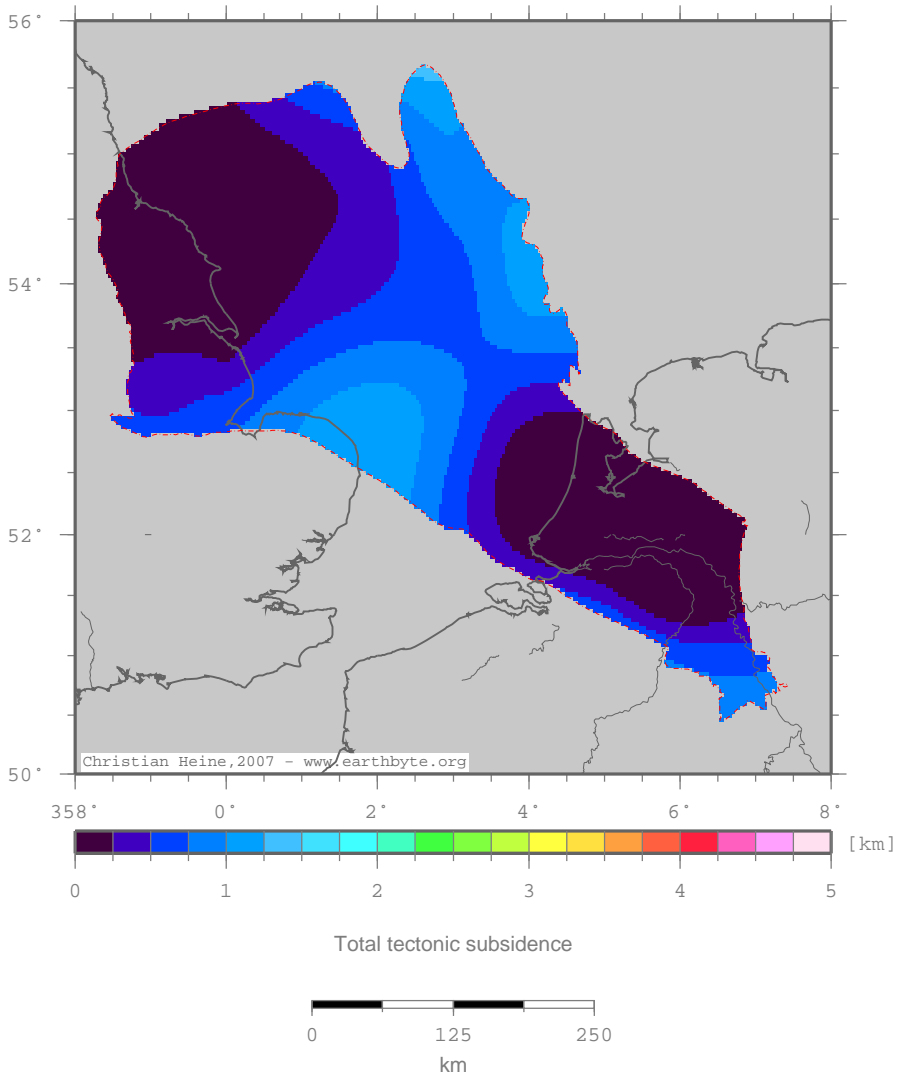 56°
54°
52°
50°
Christian Heine,2007 - www.earthbyte.org
358° 0° 2° 4° 6° 8°
[km]
0 1 2 3 4 5
Total tectonic subsidence
0 125 250
km